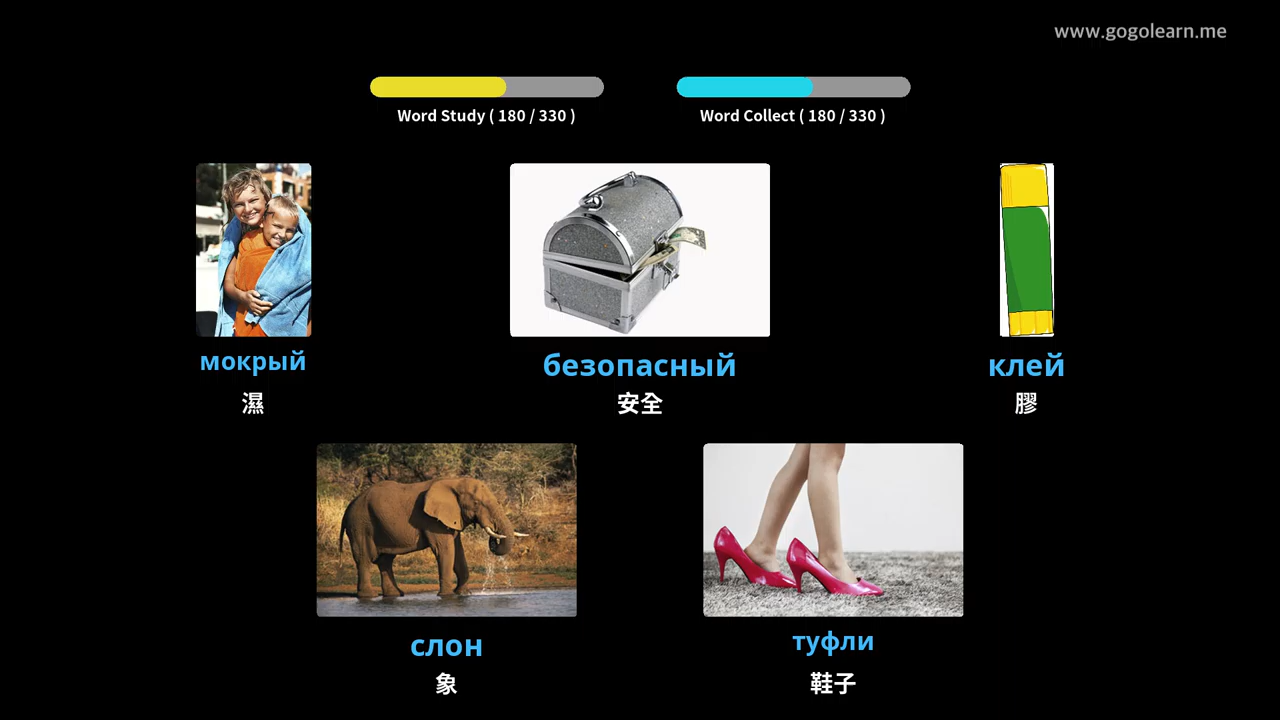 www.gogolearn.me
Word Study ( 180 / 330 )
Word Collect ( 180 / 330 )
мокрый
濕
безопасный
安全
клей
膠
слон
象
туфли
鞋子